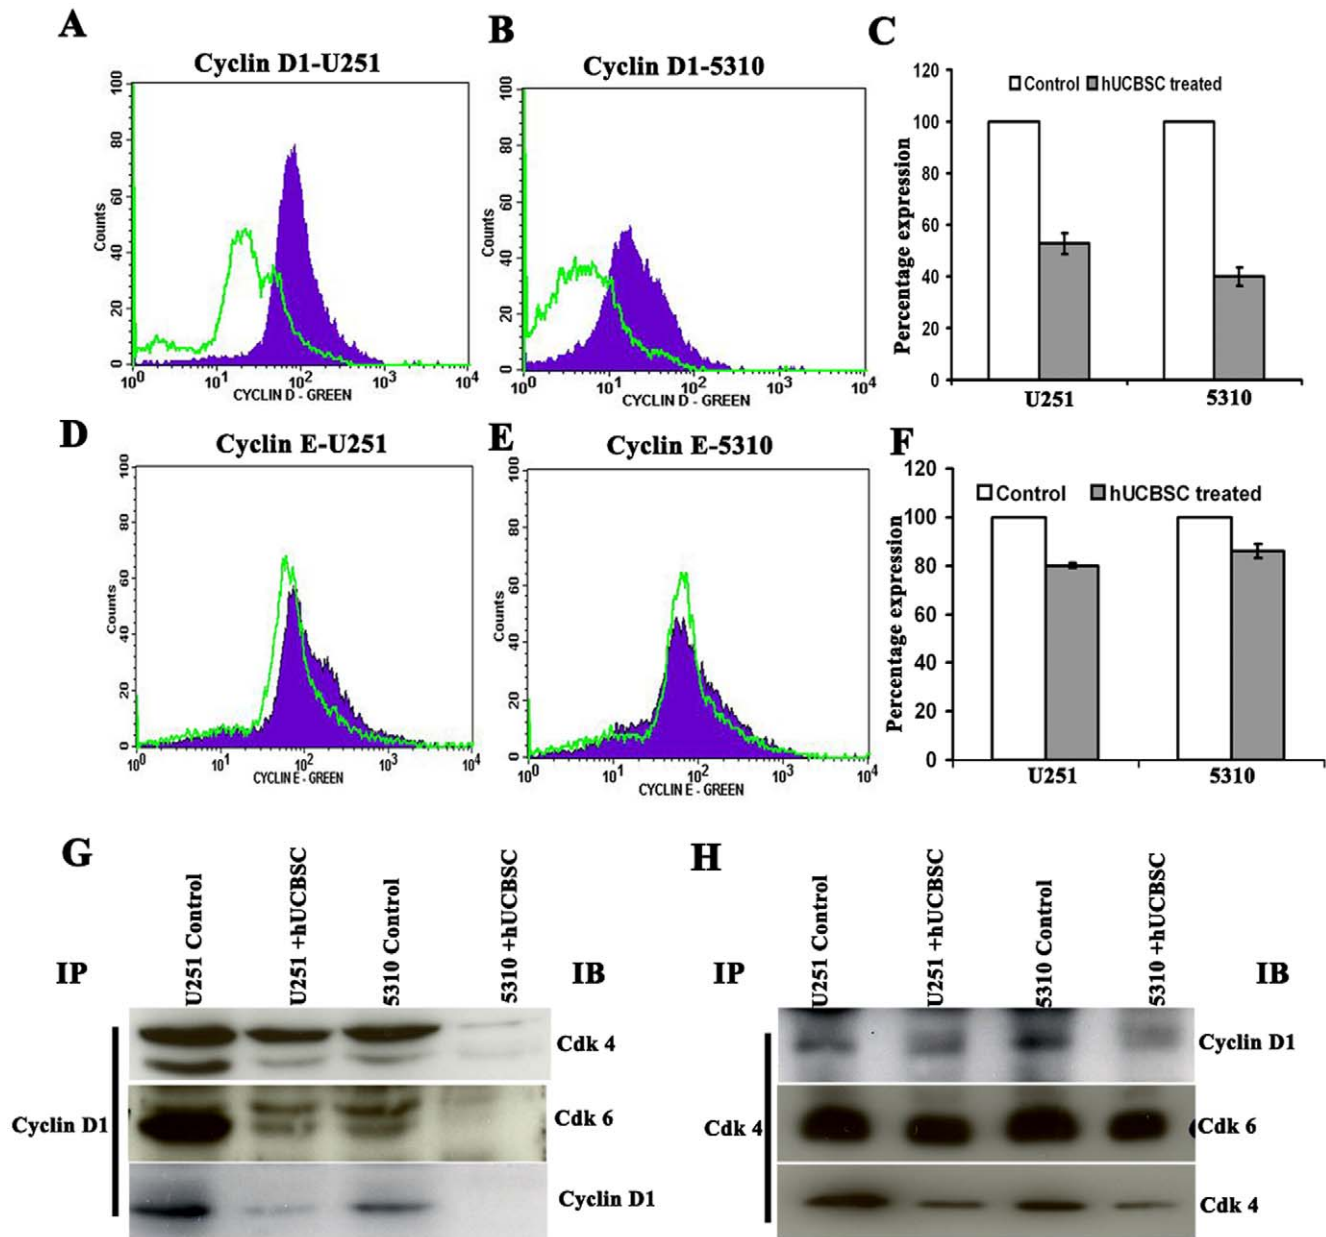 A
Cyclin D1-U251
Counts
100
80
60
40
20
0
10^0 10^1 10^2 10^3 10^4
CYCLIN D - GREEN
B
Cyclin D1-5310
Counts
100
80
60
40
20
0
10^0 10^1 10^2 10^3 10^4
CYCLIN D - GREEN
C
Control hUCBSC treated
Percentage expression
120
100
80
60
40
20
0
U251 5310
D
Cyclin E-U251
Counts
100
80
60
40
20
0
10^0 10^1 10^2 10^3 10^4
CYCLIN E - GREEN
E
Cyclin E-5310
Counts
100
80
60
40
20
0
10^0 10^1 10^2 10^3 10^4
CYCLIN E - GREEN
F
Control hUCBSC treated
Percentage expression
120
100
80
60
40
20
0
U251 5310
G
U251 Control
U251 +hUCBSC
5310 Control
5310 +hUCBSC
IP IB
Cyclin D1
Cdk 4
Cdk 6
Cyclin D1
H
U251 Control
U251 +hUCBSC
5310 Control
5310 +hUCBSC
IP IB
Cdk 4
Cyclin D1
Cdk 6
Cdk 4